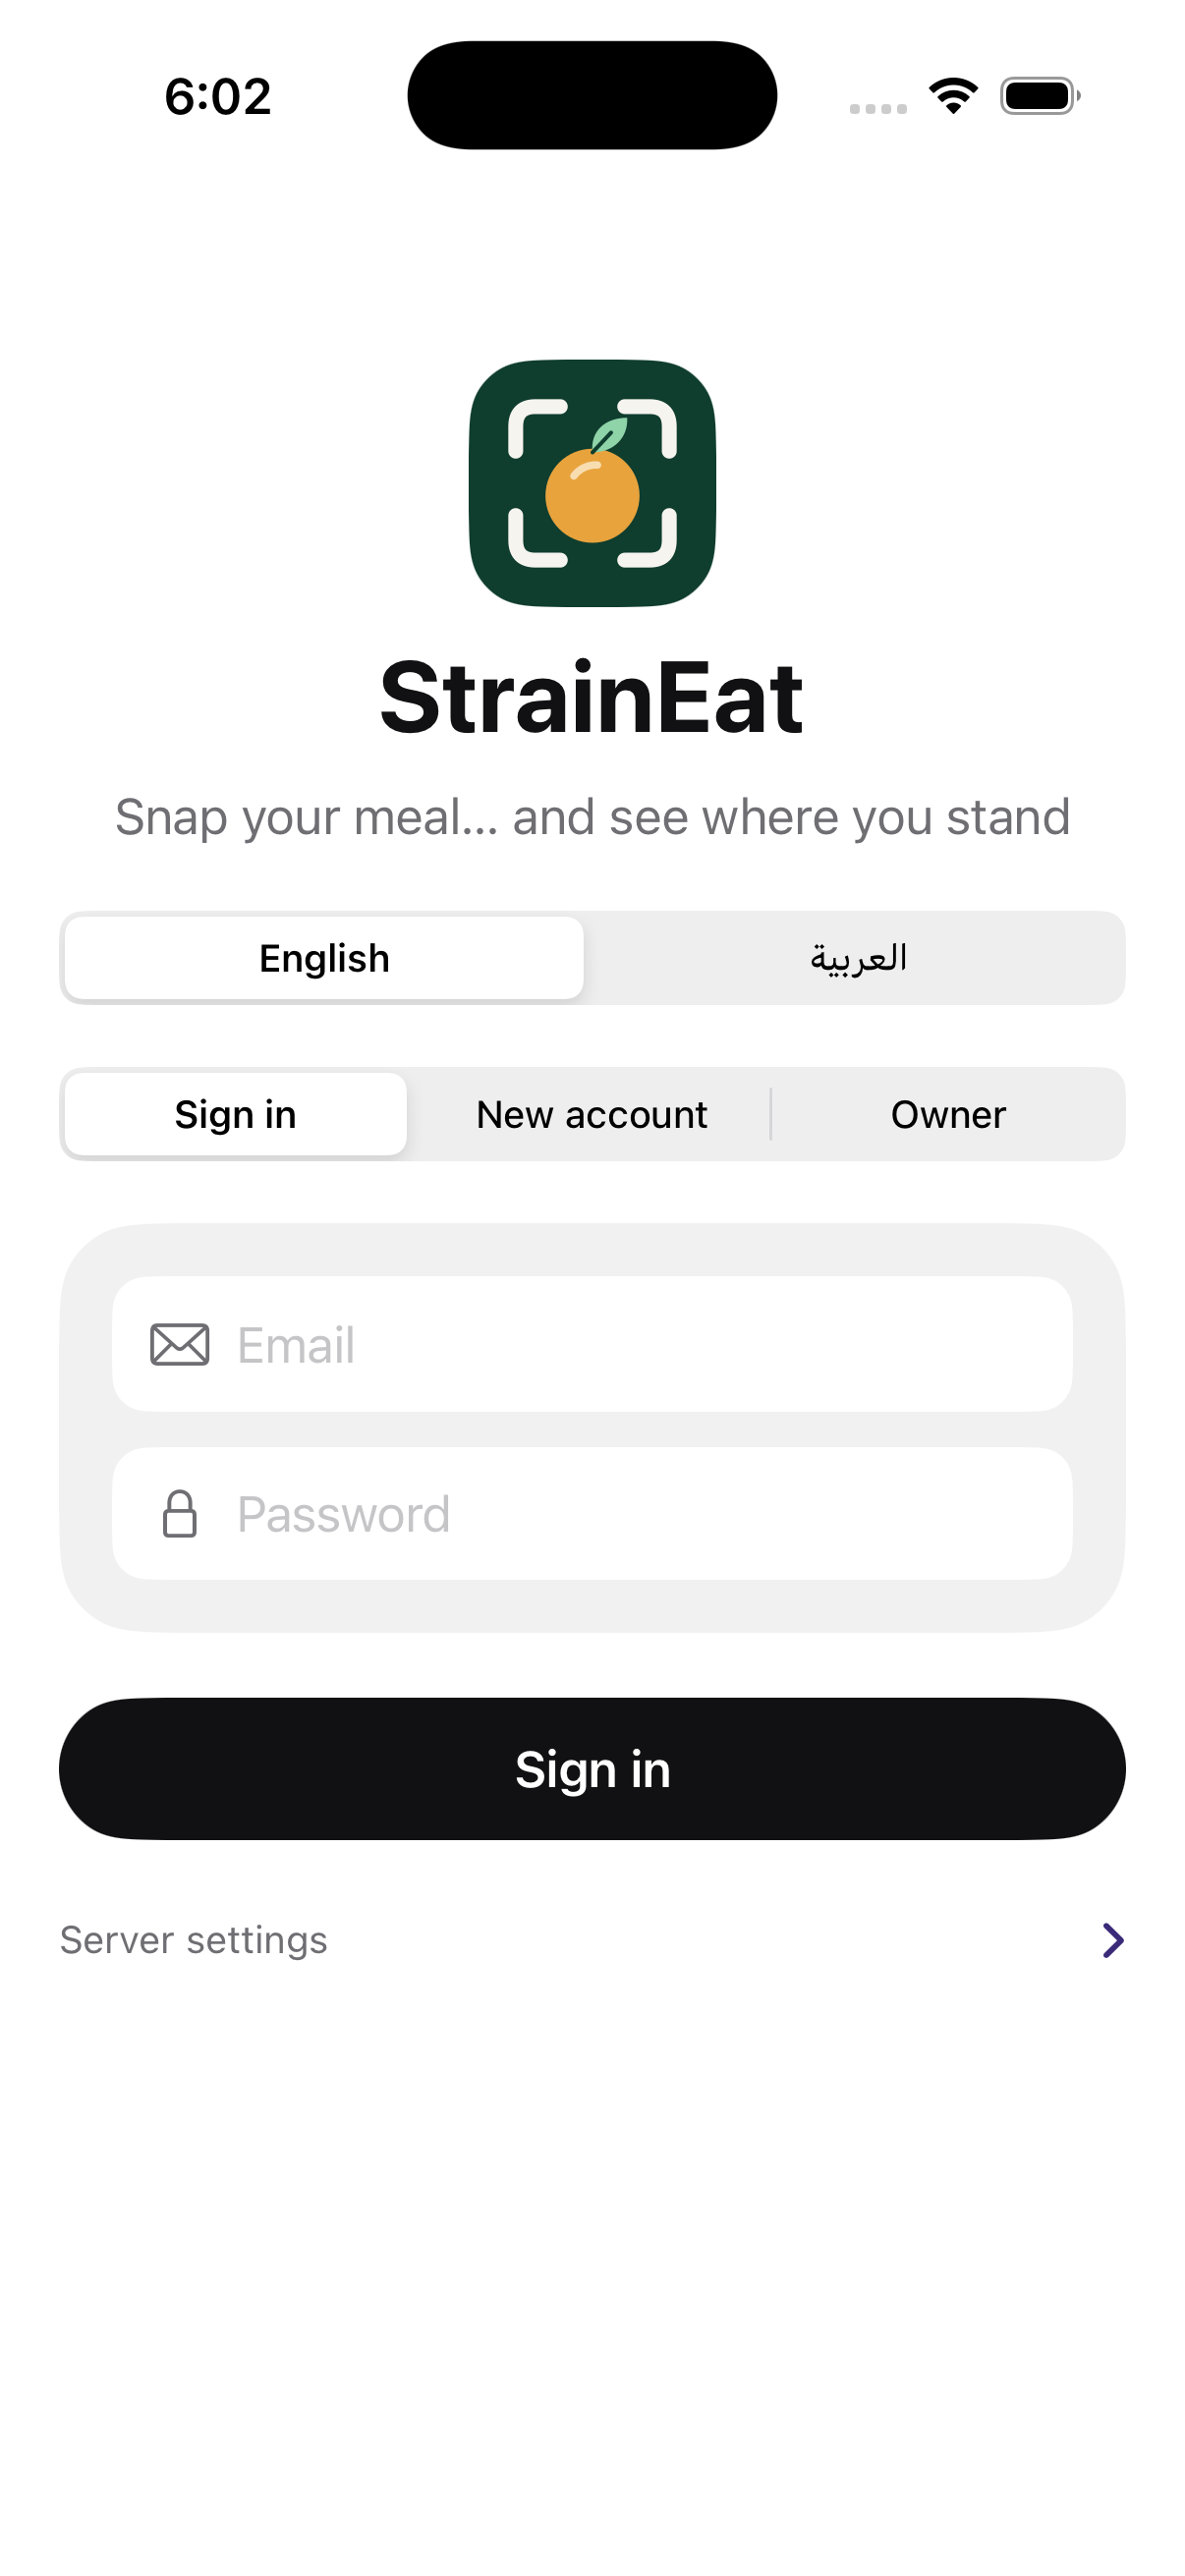 6:02
StrainEat
Snap your meal... and see where you stand
English العربية
Sign in New account Owner
Email
Password
Sign in
Server settings